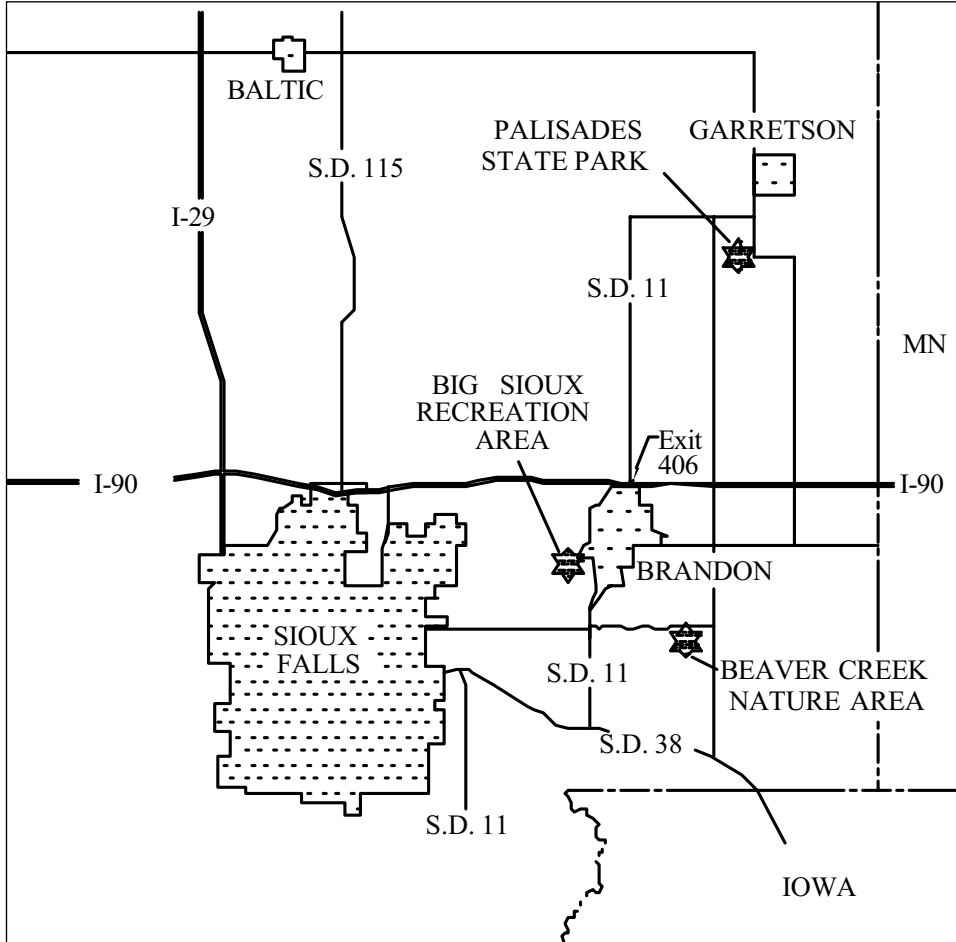 BALTIC
PALISADES
STATE PARK
GARRETSON
S.D. 115
I-29
S.D. 11
MN
BIG SIOUX
RECREATION
AREA
Exit
406
I-90
I-90
BRANDON
SIOUX
FALLS
S.D. 11
BEAVER CREEK
NATURE AREA
S.D. 38
S.D. 11
IOWA